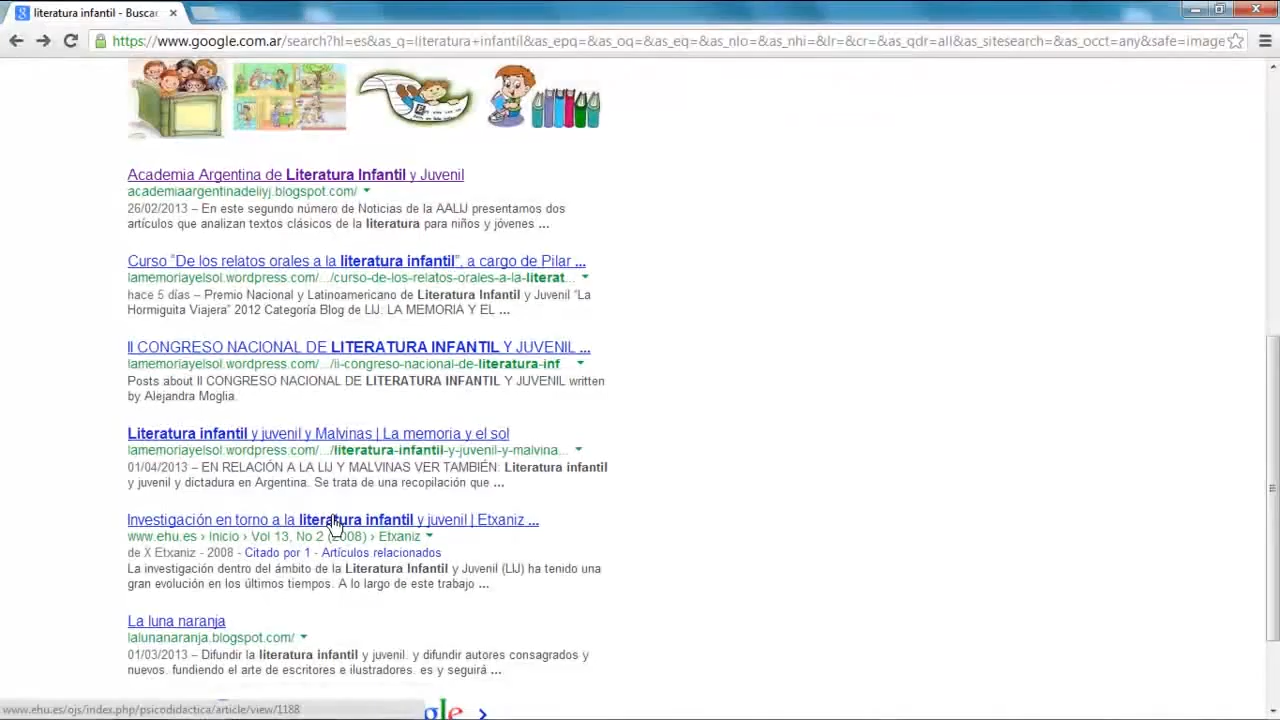 literatura infantil - Busca
https://www.google.com.ar/search?hl=es&as_q=literatura+infantil&as_epq=&as_oq=&as_eq=&as_nlo=&as_nhi=&lr=&cr=&as_qdr=all&as_sitesearch=&as_occt=any&safe=image
Academia Argentina de Literatura Infantil y Juvenil
academiaargentinadeliyj.blogspot.com/
26/02/2013 – En este segundo número de Noticias de la AALIJ presentamos dos
artículos que analizan textos clásicos de la literatura para niños y jóvenes ...
Curso "De los relatos orales a la literatura infantil", a cargo de Pilar ...
lamemoriayelsol.wordpress.com/.../curso-de-los-relatos-orales-a-la-literat...
hace 5 días – Premio Nacional y Latinoamericano de Literatura Infantil y Juvenil "La
Hormiguita Viajera" 2012 Categoría Blog de LIJ: LA MEMORIA Y EL ...
II CONGRESO NACIONAL DE LITERATURA INFANTIL Y JUVENIL ...
lamemoriayelsol.wordpress.com/.../ii-congreso-nacional-de-literatura-inf
Posts about II CONGRESO NACIONAL DE LITERATURA INFANTIL Y JUVENIL written
by Alejandra Moglia.
Literatura infantil y juvenil y Malvinas | La memoria y el sol
lamemoriayelsol.wordpress.com/.../literatura-infantil-y-juvenil-y-malvina...
01/04/2013 – EN RELACIÓN A LA LIJ Y MALVINAS VER TAMBIÉN: Literatura infantil
y juvenil y dictadura en Argentina. Se trata de una recopilación que ...
Investigación en torno a la literatura infantil y juvenil | Etxaniz ...
www.ehu.es › Inicio › Vol 13, No 2 (2008) › Etxaniz
de X Etxaniz - 2008 - Citado por 1 - Artículos relacionados
La investigación dentro del ámbito de la Literatura Infantil y Juvenil (LIJ) ha tenido una
gran evolución en los últimos tiempos. A lo largo de este trabajo ...
La luna naranja
lalunanaranja.blogspot.com/
01/03/2013 – Difundir la literatura infantil y juvenil. y difundir autores consagrados y
nuevos. fundiendo el arte de escritores e ilustradores. es y seguirá ...
www.ehu.es/ojs/index.php/psicodidactica/article/view/1188
gle